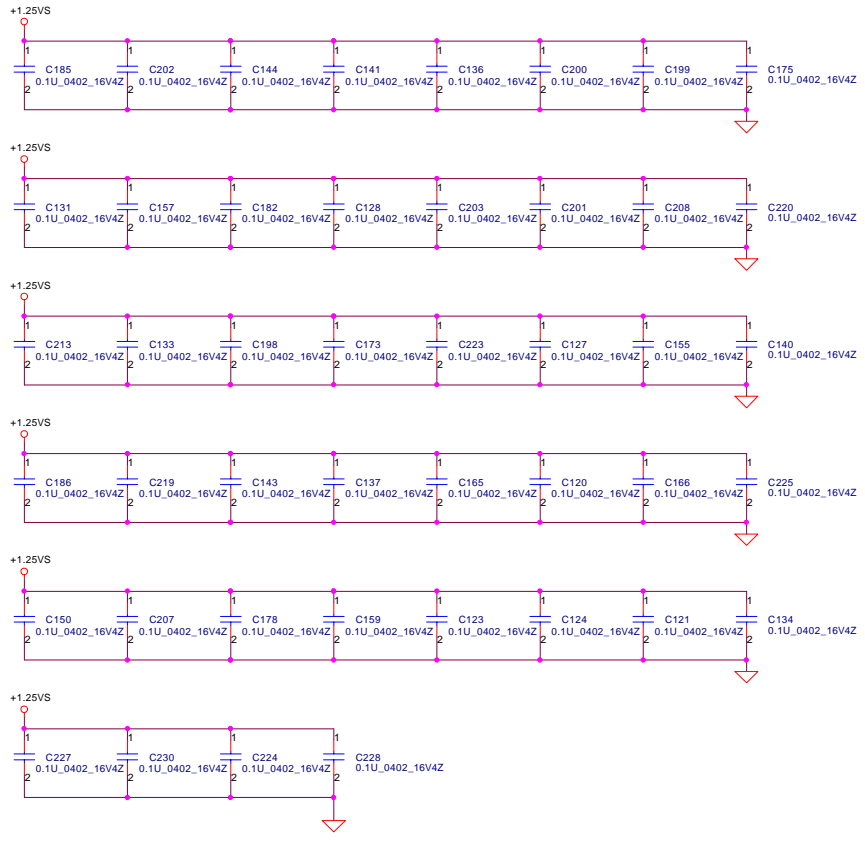 +1.25VS
1 1 1 1 1 1 1 1
C185 C202 C144 C141 C136 C200 C199 C175
0.1U_0402_16V4Z 0.1U_0402_16V4Z 0.1U_0402_16V4Z 0.1U_0402_16V4Z 0.1U_0402_16V4Z 0.1U_0402_16V4Z 0.1U_0402_16V4Z 0.1U_0402_16V4Z
2 2 2 2 2 2 2 2
+1.25VS
1 1 1 1 1 1 1 1
C131 C157 C182 C128 C203 C201 C208 C220
0.1U_0402_16V4Z 0.1U_0402_16V4Z 0.1U_0402_16V4Z 0.1U_0402_16V4Z 0.1U_0402_16V4Z 0.1U_0402_16V4Z 0.1U_0402_16V4Z 0.1U_0402_16V4Z
2 2 2 2 2 2 2 2
+1.25VS
1 1 1 1 1 1 1 1
C213 C133 C198 C173 C223 C127 C155 C140
0.1U_0402_16V4Z 0.1U_0402_16V4Z 0.1U_0402_16V4Z 0.1U_0402_16V4Z 0.1U_0402_16V4Z 0.1U_0402_16V4Z 0.1U_0402_16V4Z 0.1U_0402_16V4Z
2 2 2 2 2 2 2 2
+1.25VS
1 1 1 1 1 1 1 1
C186 C219 C143 C137 C165 C120 C166 C225
0.1U_0402_16V4Z 0.1U_0402_16V4Z 0.1U_0402_16V4Z 0.1U_0402_16V4Z 0.1U_0402_16V4Z 0.1U_0402_16V4Z 0.1U_0402_16V4Z 0.1U_0402_16V4Z
2 2 2 2 2 2 2 2
+1.25VS
1 1 1 1 1 1 1 1
C150 C207 C178 C159 C123 C124 C121 C134
0.1U_0402_16V4Z 0.1U_0402_16V4Z 0.1U_0402_16V4Z 0.1U_0402_16V4Z 0.1U_0402_16V4Z 0.1U_0402_16V4Z 0.1U_0402_16V4Z 0.1U_0402_16V4Z
2 2 2 2 2 2 2 2
+1.25VS
1 1 1 1
C227 C230 C224 C228
0.1U_0402_16V4Z 0.1U_0402_16V4Z 0.1U_0402_16V4Z 0.1U_0402_16V4Z
2 2 2 2